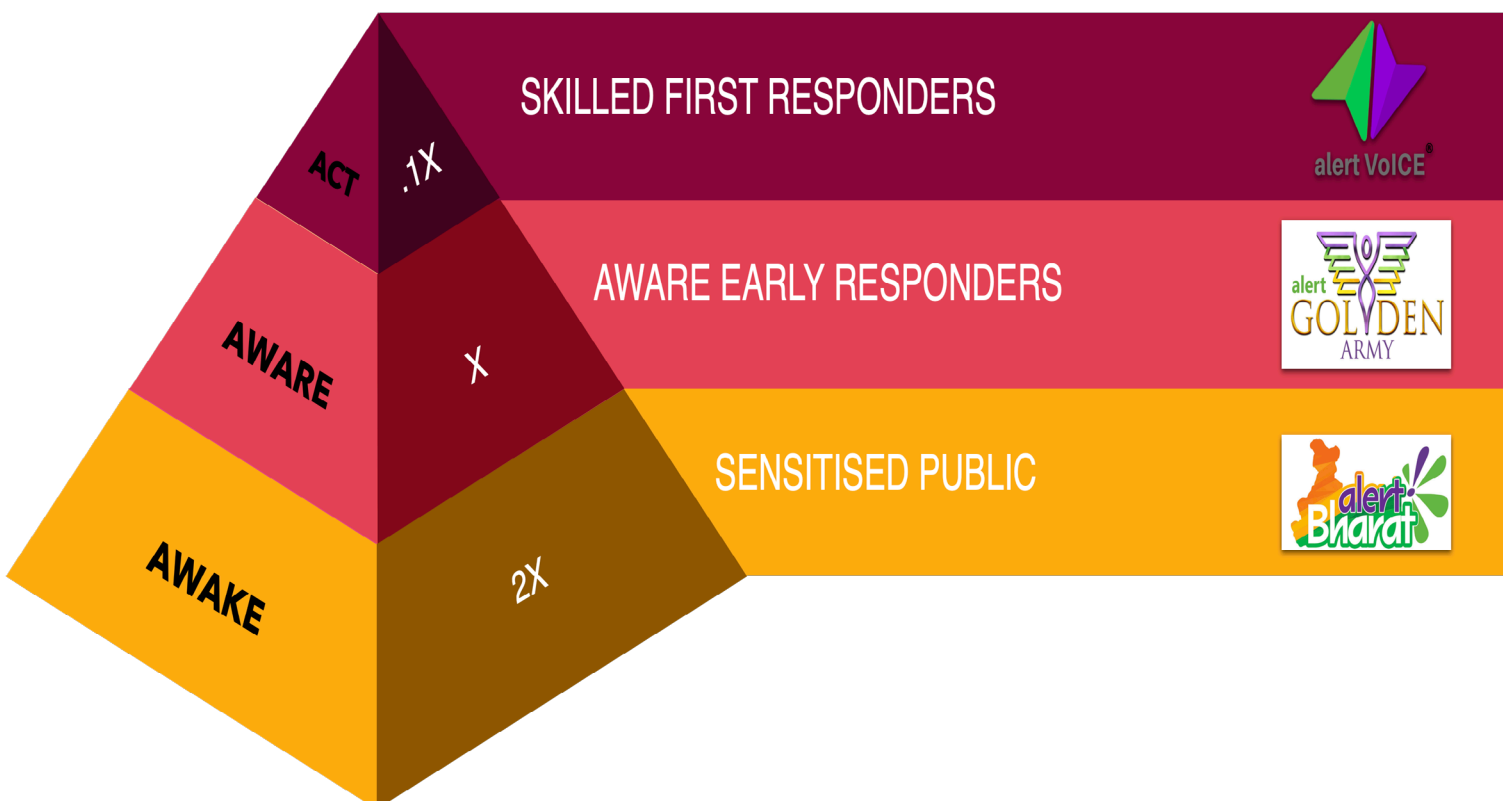 SKILLED FIRST RESPONDERS
ACT
.1X
alert VoICE®
AWARE EARLY RESPONDERS
alert
GOLDEN
ARMY
AWARE
X
SENSITISED PUBLIC
alert
Bharat
AWAKE
2X